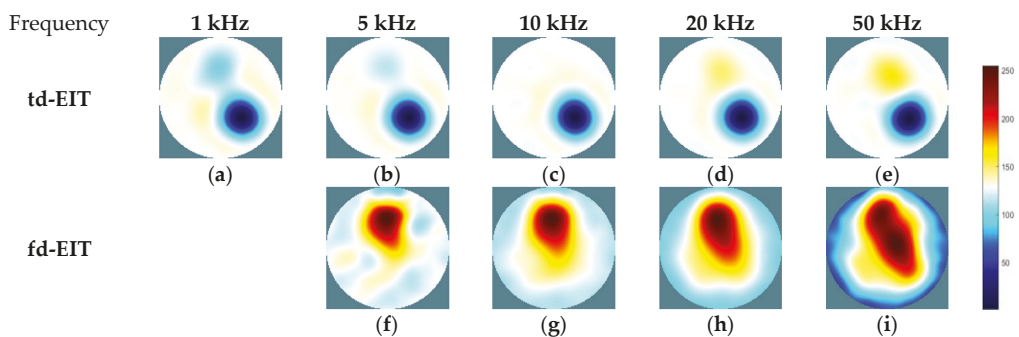 Frequency 1 kHz 5 kHz 10 kHz 20 kHz 50 kHz
td-EIT
(a) (b) (c) (d) (e)
fd-EIT
(f) (g) (h) (i)
250
200
150
100
50